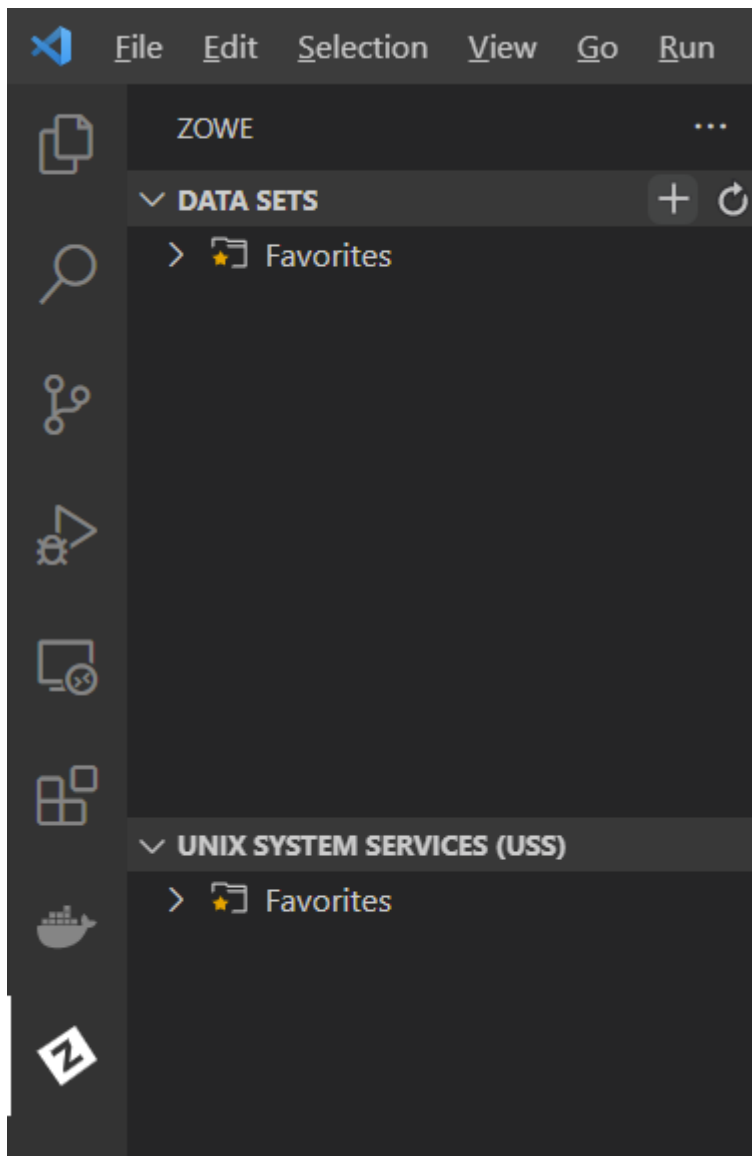 File Edit Selection View Go Run
ZOWE
DATA SETS
Favorites
UNIX SYSTEM SERVICES (USS)
Favorites
Z